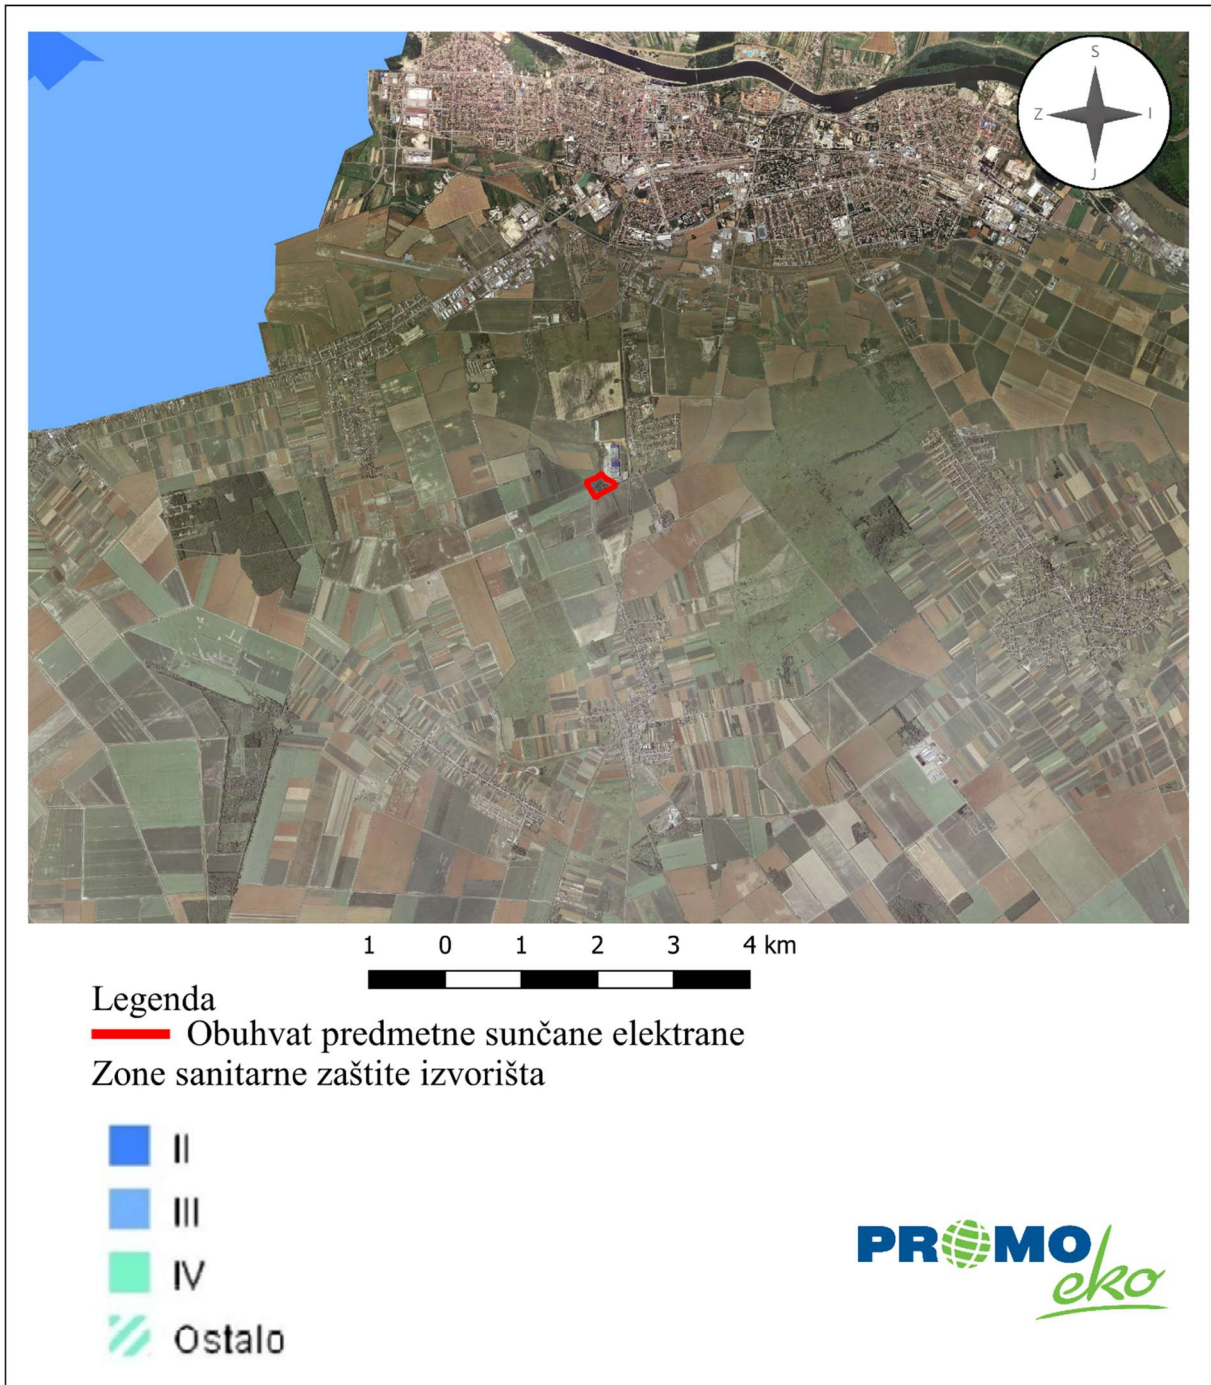 S
Z I
J
1 0 1 2 3 4 km
Legenda
Obuhvat predmetne sunčane elektrane
Zone sanitarne zaštite izvorišta
II
III
IV
Ostalo
PROMO
eko